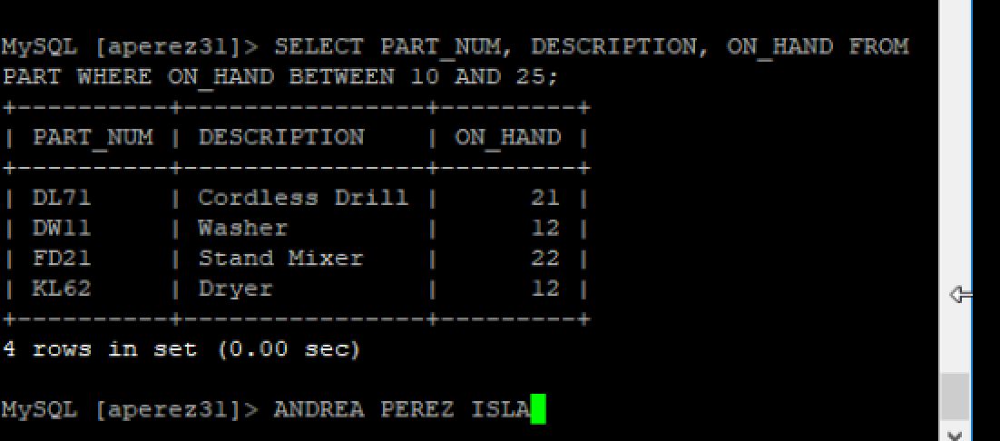 MySQL [aperez31]> SELECT PART_NUM, DESCRIPTION, ON_HAND FROM
PART WHERE ON_HAND BETWEEN 10 AND 25;
+----------+----------------+---------+
| PART_NUM | DESCRIPTION    | ON_HAND |
+----------+----------------+---------+
| DL71     | Cordless Drill |      21 |
| DW11     | Washer         |      12 |
| FD21     | Stand Mixer    |      22 |
| KL62     | Dryer          |      12 |
+----------+----------------+---------+
4 rows in set (0.00 sec)
MySQL [aperez31]> ANDREA PEREZ ISLA